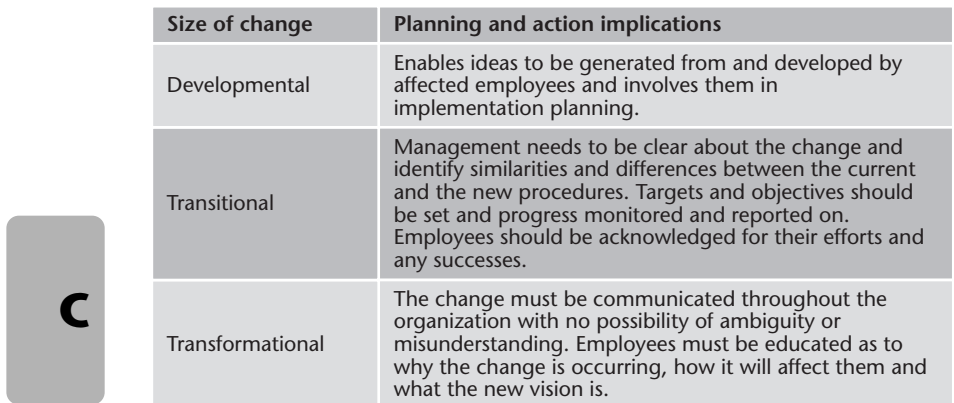 Size of change Planning and action implications
Developmental
Enables ideas to be generated from and developed by
affected employees and involves them in
implementation planning.
Transitional
Management needs to be clear about the change and
identify similarities and differences between the current
and the new procedures. Targets and objectives should
be set and progress monitored and reported on.
Employees should be acknowledged for their efforts and
any successes.
C
Transformational
The change must be communicated throughout the
organization with no possibility of ambiguity or
misunderstanding. Employees must be educated as to
why the change is occurring, how it will affect them and
what the new vision is.